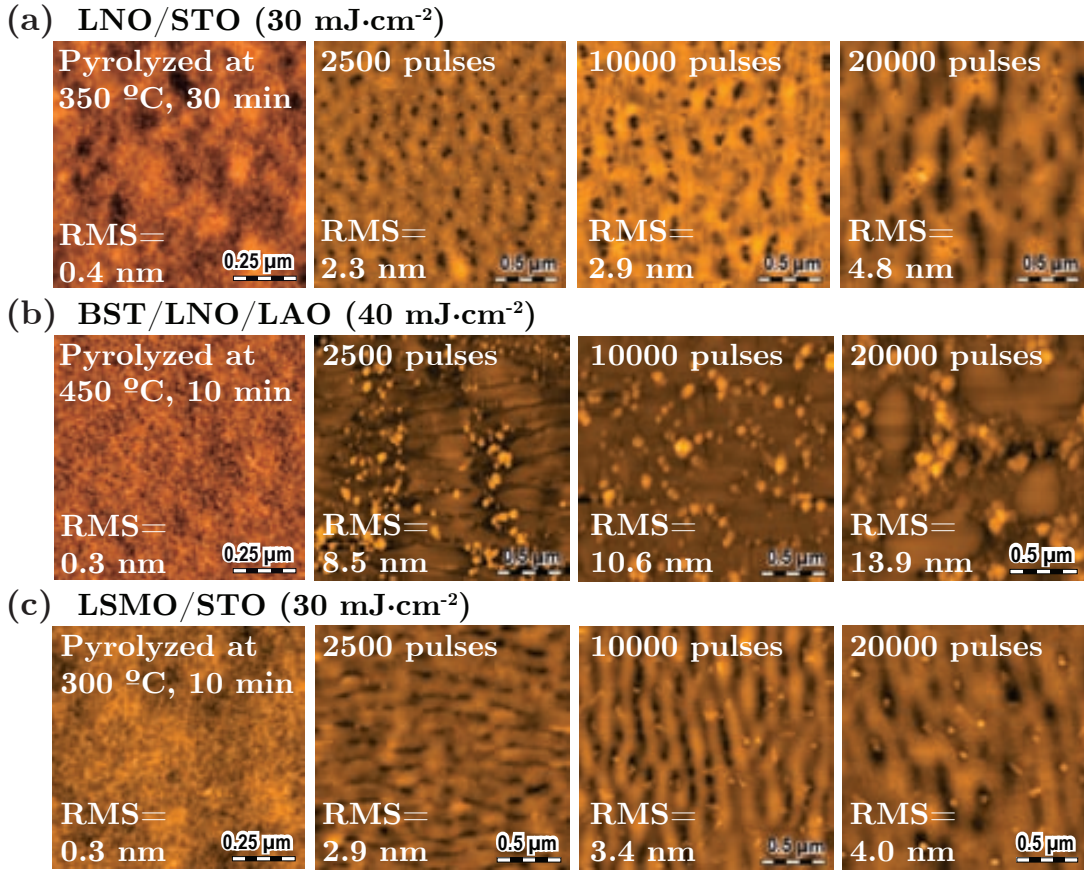 (a) LNO/STO (30 mJ·cm-2)
Pyrolyzed at
350 ºC, 30 min
RMS=
0.4 nm
0.25 µm
2500 pulses
RMS=
2.3 nm
0.5 µm
10000 pulses
RMS=
2.9 nm
0.5 µm
20000 pulses
RMS=
4.8 nm
0.5 µm
(b) BST/LNO/LAO (40 mJ·cm-2)
Pyrolyzed at
450 ºC, 10 min
RMS=
0.3 nm
0.25 µm
2500 pulses
RMS=
8.5 nm
0.5 µm
10000 pulses
RMS=
10.6 nm
0.5 µm
20000 pulses
RMS=
13.9 nm
0.5 µm
(c) LSMO/STO (30 mJ·cm-2)
Pyrolyzed at
300 ºC, 10 min
RMS=
0.3 nm
0.25 µm
2500 pulses
RMS=
2.9 nm
0.5 µm
10000 pulses
RMS=
3.4 nm
0.5 µm
20000 pulses
RMS=
4.0 nm
0.5 µm